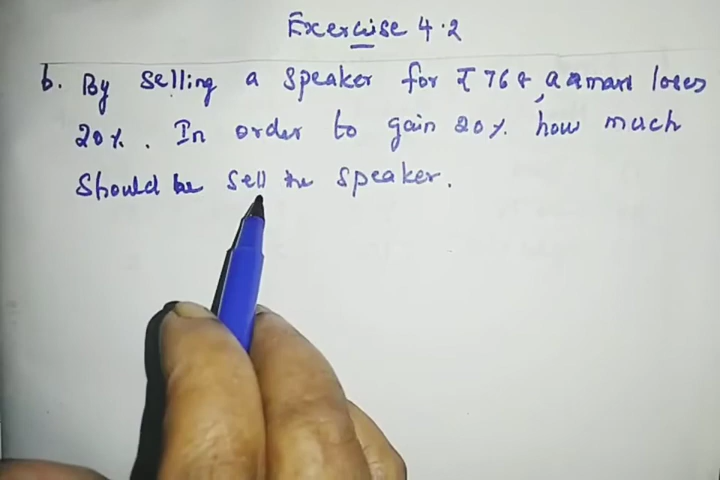 Exercise 4.2
6. By selling a speaker for ₹ 768, a man loses
20%. In order to gain 20% how much
should he sell the speaker.